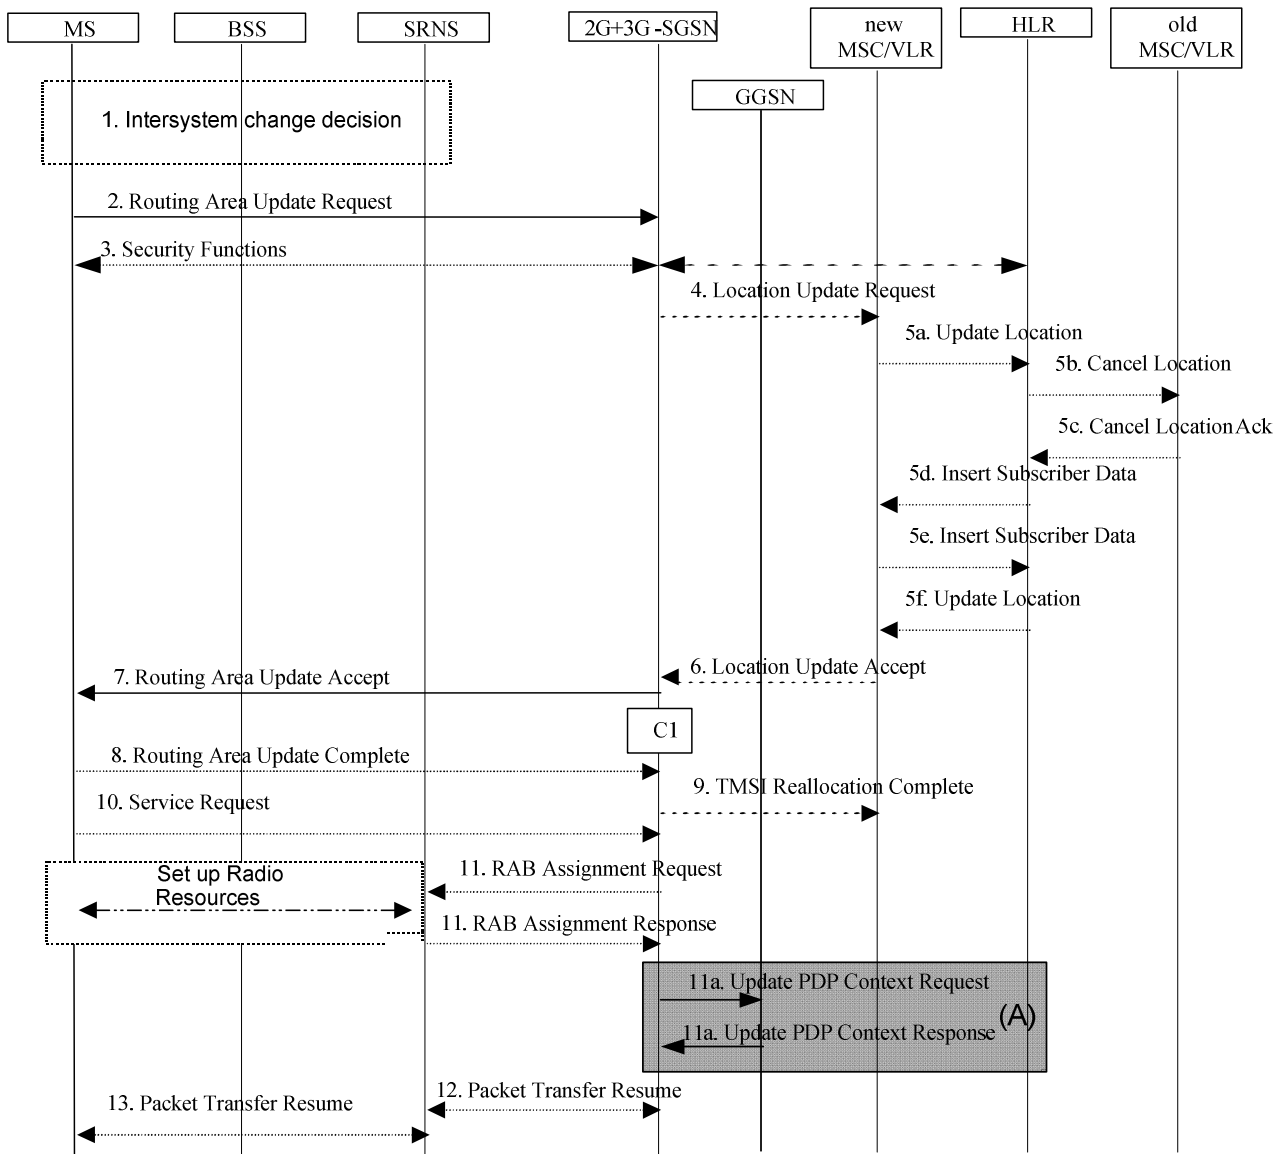 MS
BSS
SRNS
2G+3G-SGSN
new
MSC/VLR
HLR
old
MSC/VLR
GGSN
1. Intersystem change decision
2. Routing Area Update Request
3. Security Functions
4. Location Update Request
5a. Update Location
5b. Cancel Location
5c. Cancel Location Ack
5d. Insert Subscriber Data
5e. Insert Subscriber Data
5f. Update Location
6. Location Update Accept
7. Routing Area Update Accept
C1
8. Routing Area Update Complete
9. TMSI Reallocation Complete
10. Service Request
11. RAB Assignment Request
Set up Radio
Resources
11. RAB Assignment Response
11a. Update PDP Context Request
(A)
11a. Update PDP Context Response
12. Packet Transfer Resume
13. Packet Transfer Resume